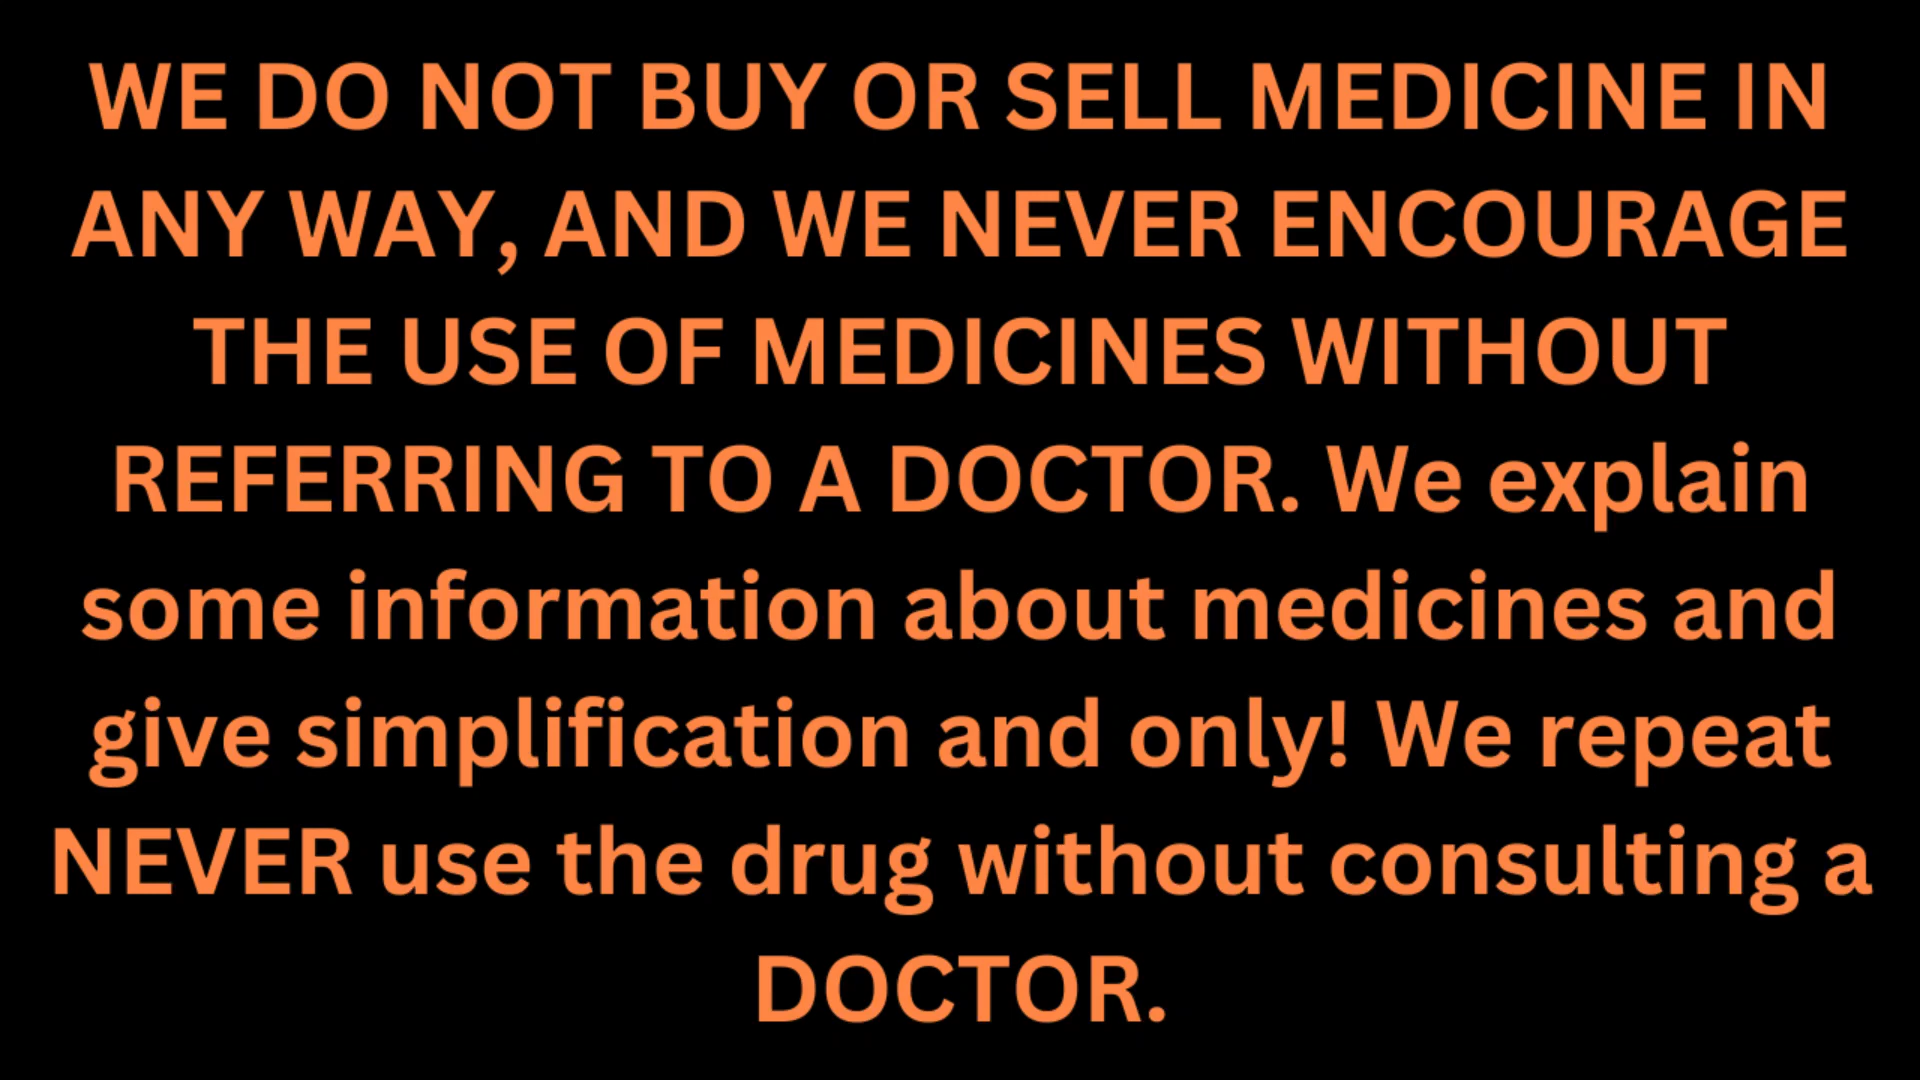 WE DO NOT BUY OR SELL MEDICINE IN
ANY WAY, AND WE NEVER ENCOURAGE
THE USE OF MEDICINES WITHOUT
REFERRING TO A DOCTOR. We explain
some information about medicines and
give simplification and only! We repeat
NEVER use the drug without consulting a
DOCTOR.